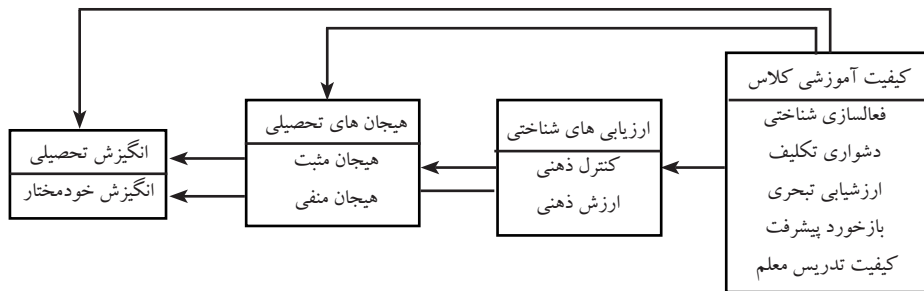 کیفیت آموزشی کلاس
فعالسازی شناختی
دشواری تکلیف
ارزشیابی تبحری
بازخورد پیشرفت
کیفیت تدریس معلم
ارزیابی های شناختی
کنترل ذهنی
ارزش ذهنی
هیجان های تحصیلی
هیجان مثبت
هیجان منفی
انگیزش تحصیلی
انگیزش خودمختار